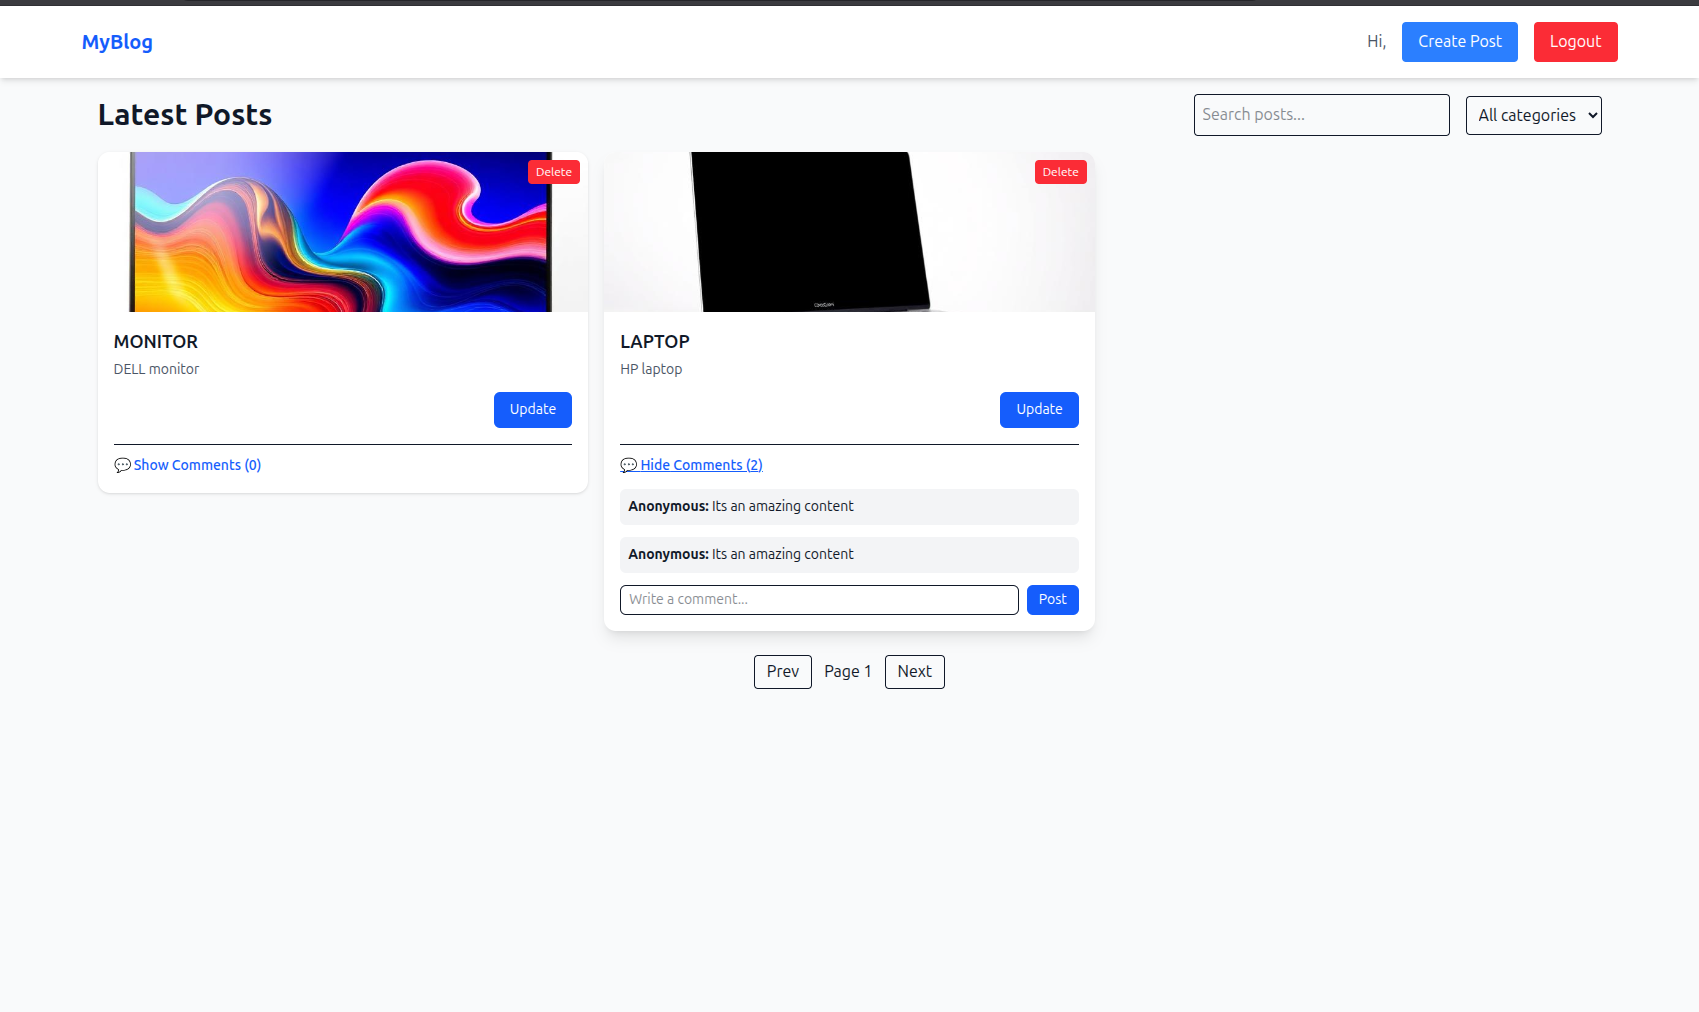 MyBlog
Hi,
Create Post
Logout
Latest Posts
Search posts...
All categories
Delete
MONITOR
DELL monitor
Update
💬 Show Comments (0)
Delete
LAPTOP
HP laptop
Update
💬 Hide Comments (2)
Anonymous: Its an amazing content
Anonymous: Its an amazing content
Write a comment...
Post
Prev
Page 1
Next